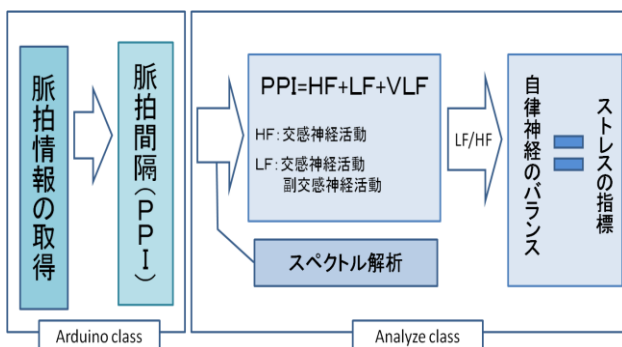 脈拍情報の取得
脈拍間隔(PPI)
PPI=HF+LF+VLF
HF:交感神経活動
LF:交感神経活動
副交感神経活動
スペクトル解析
LF/HF
自律神経のバランス
ストレスの指標
Arduino class
Analyze class